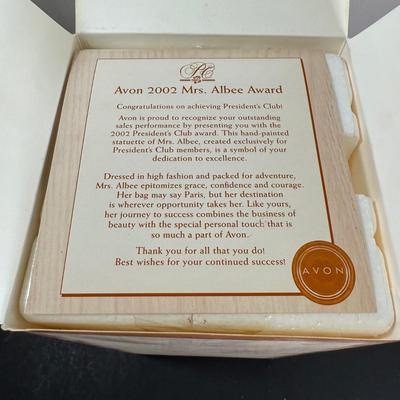 PC
Avon 2002 Mrs. Albee Award
Congratulations on achieving President's Club!
Avon is proud to recognize your outstanding
sales performance by presenting you with the
2002 President's Club award. This hand-painted
statuette of Mrs. Albee, created exclusively for
President's Club members, is a symbol of your
dedication to excellence.
Dressed in high fashion and packed for adventure,
Mrs. Albee epitomizes grace, confidence and courage.
Her bag may say Paris, but her destination
is wherever opportunity takes her. Like yours,
her journey to success combines the business of
beauty with the special personal touch that is
so much a part of Avon.
Thank you for all that you do!
Best wishes for your continued success!
AVON